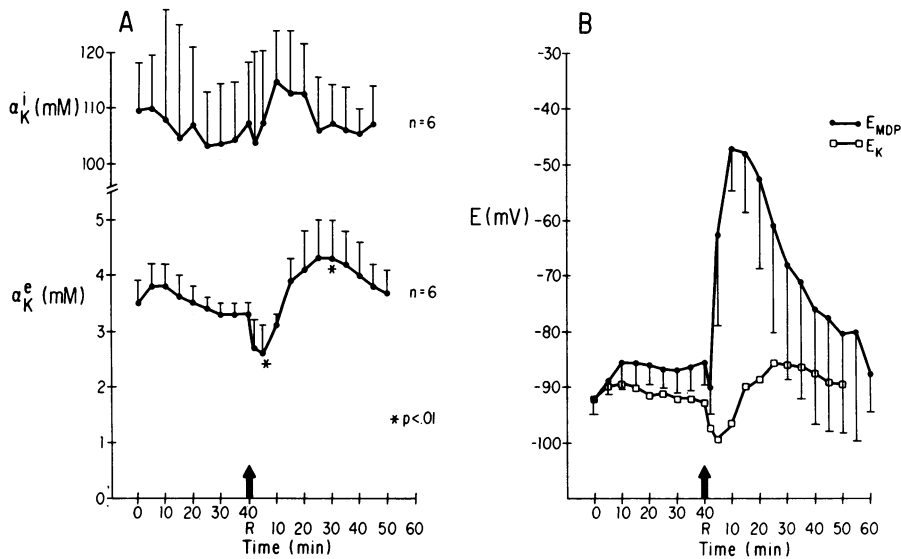 A
120
110
100
α_K^i (mM)
n=6
5
4
3
2
1
0
α_K^e (mM)
n=6
*
*
* p<.01
0 10 20 30 40 10 20 30 40 50 60
R
Time (min)
B
-30
-40
-50
-60
-70
-80
-90
-100
E (mV)
E_MDP
E_K
0 10 20 30 40 10 20 30 40 50 60
R
Time (min)